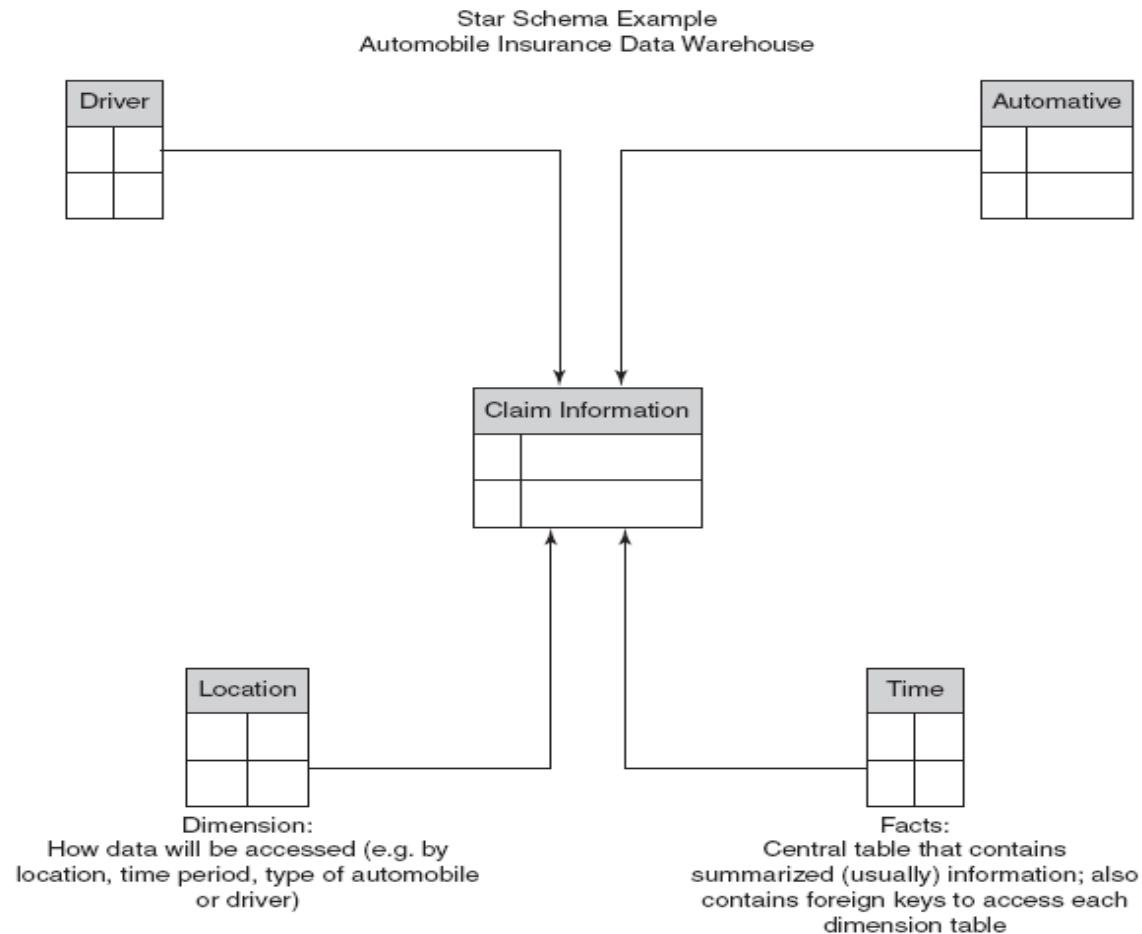 Star Schema Example
Automobile Insurance Data Warehouse
Driver
Automative
Claim Information
Location
Time
Dimension:
How data will be accessed (e.g. by
location, time period, type of automobile
or driver)
Facts:
Central table that contains
summarized (usually) information; also
contains foreign keys to access each
dimension table